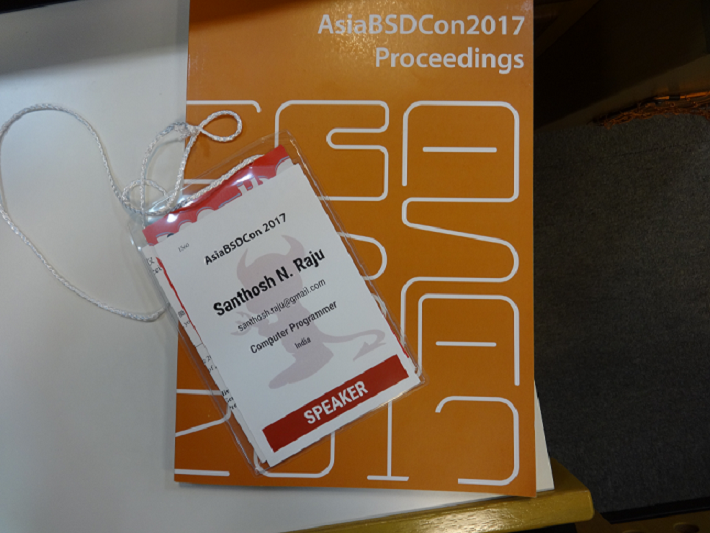 AsiaBSDCon2017
Proceedings
AsiaBSDCon 2017
Santhosh N. Raju
santhosh.raju@gmail.com
Computer Programmer
India
SPEAKER